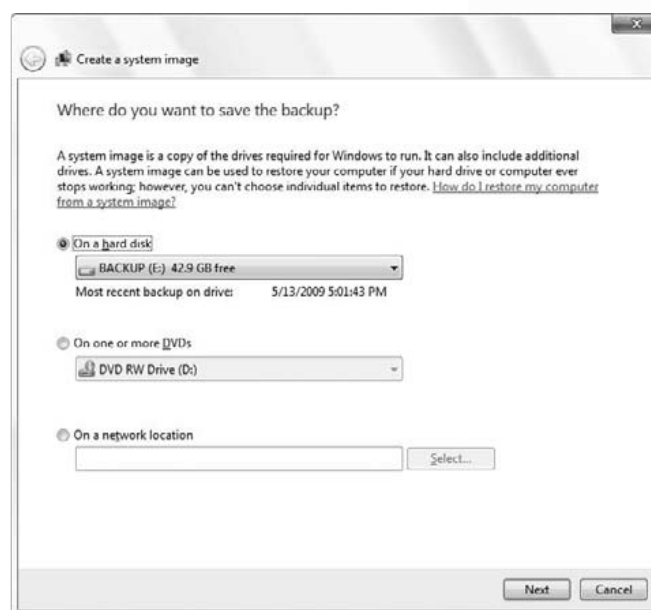 Create a system image
Where do you want to save the backup?
A system image is a copy of the drives required for Windows to run. It can also include additional
drives. A system image can be used to restore your computer if your hard drive or computer ever
stops working; however, you can't choose individual items to restore. How do I restore my computer
from a system image?
On a hard disk
BACKUP (E:) 42.9 GB free
Most recent backup on drive: 5/13/2009 5:01:43 PM
On one or more DVDs
DVD RW Drive (D:)
On a network location
Select...
Next Cancel